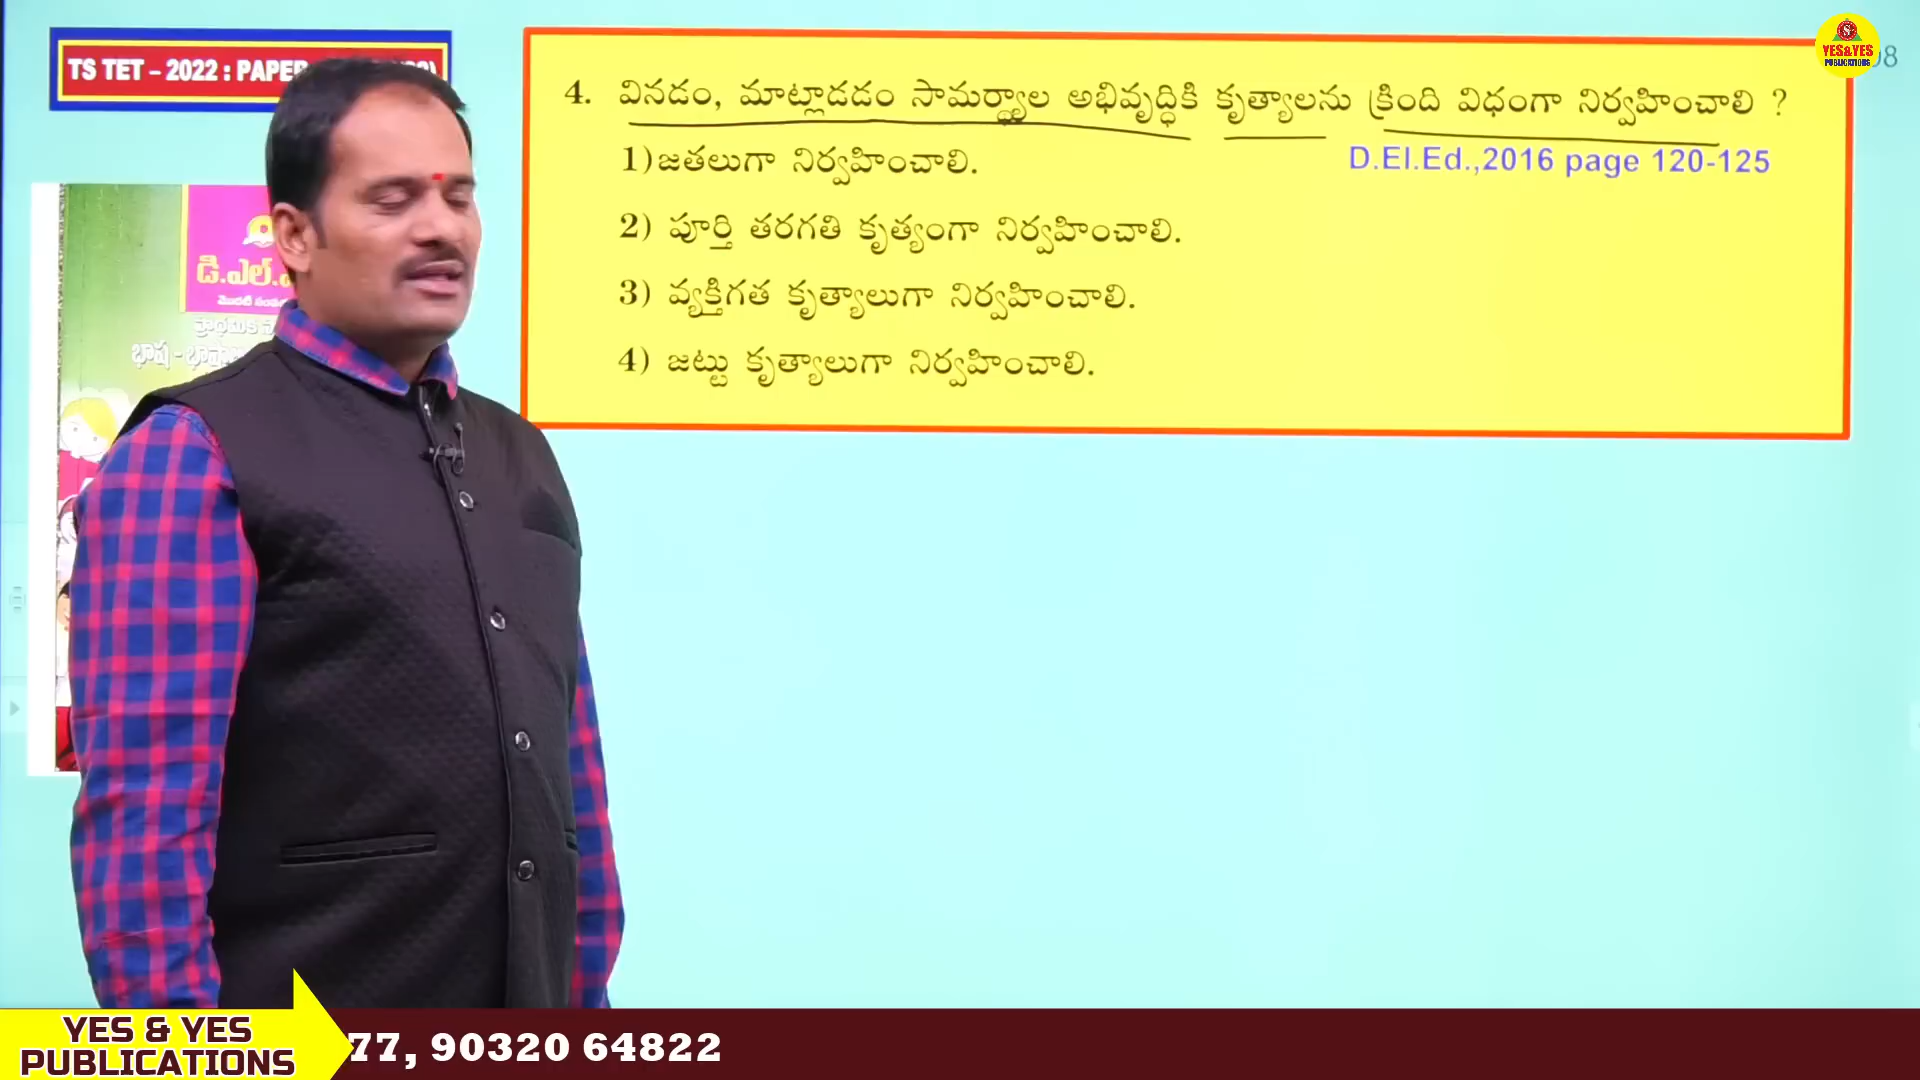 TS TET – 2022 : PAPER
YES&YES
PUBLICATIONS
4. వినడం, మాట్లాడడం సామర్థ్యాల అభివృద్ధికి కృత్యాలను క్రింది విధంగా నిర్వహించాలి ?
1)జతలుగా నిర్వహించాలి.
D.El.Ed.,2016 page 120-125
2) పూర్తి తరగతి కృత్యంగా నిర్వహించాలి.
3) వ్యక్తిగత కృత్యాలుగా నిర్వహించాలి.
4) జట్టు కృత్యాలుగా నిర్వహించాలి.
డి.ఎల్.
YES & YES
PUBLICATIONS
77, 90320 64822